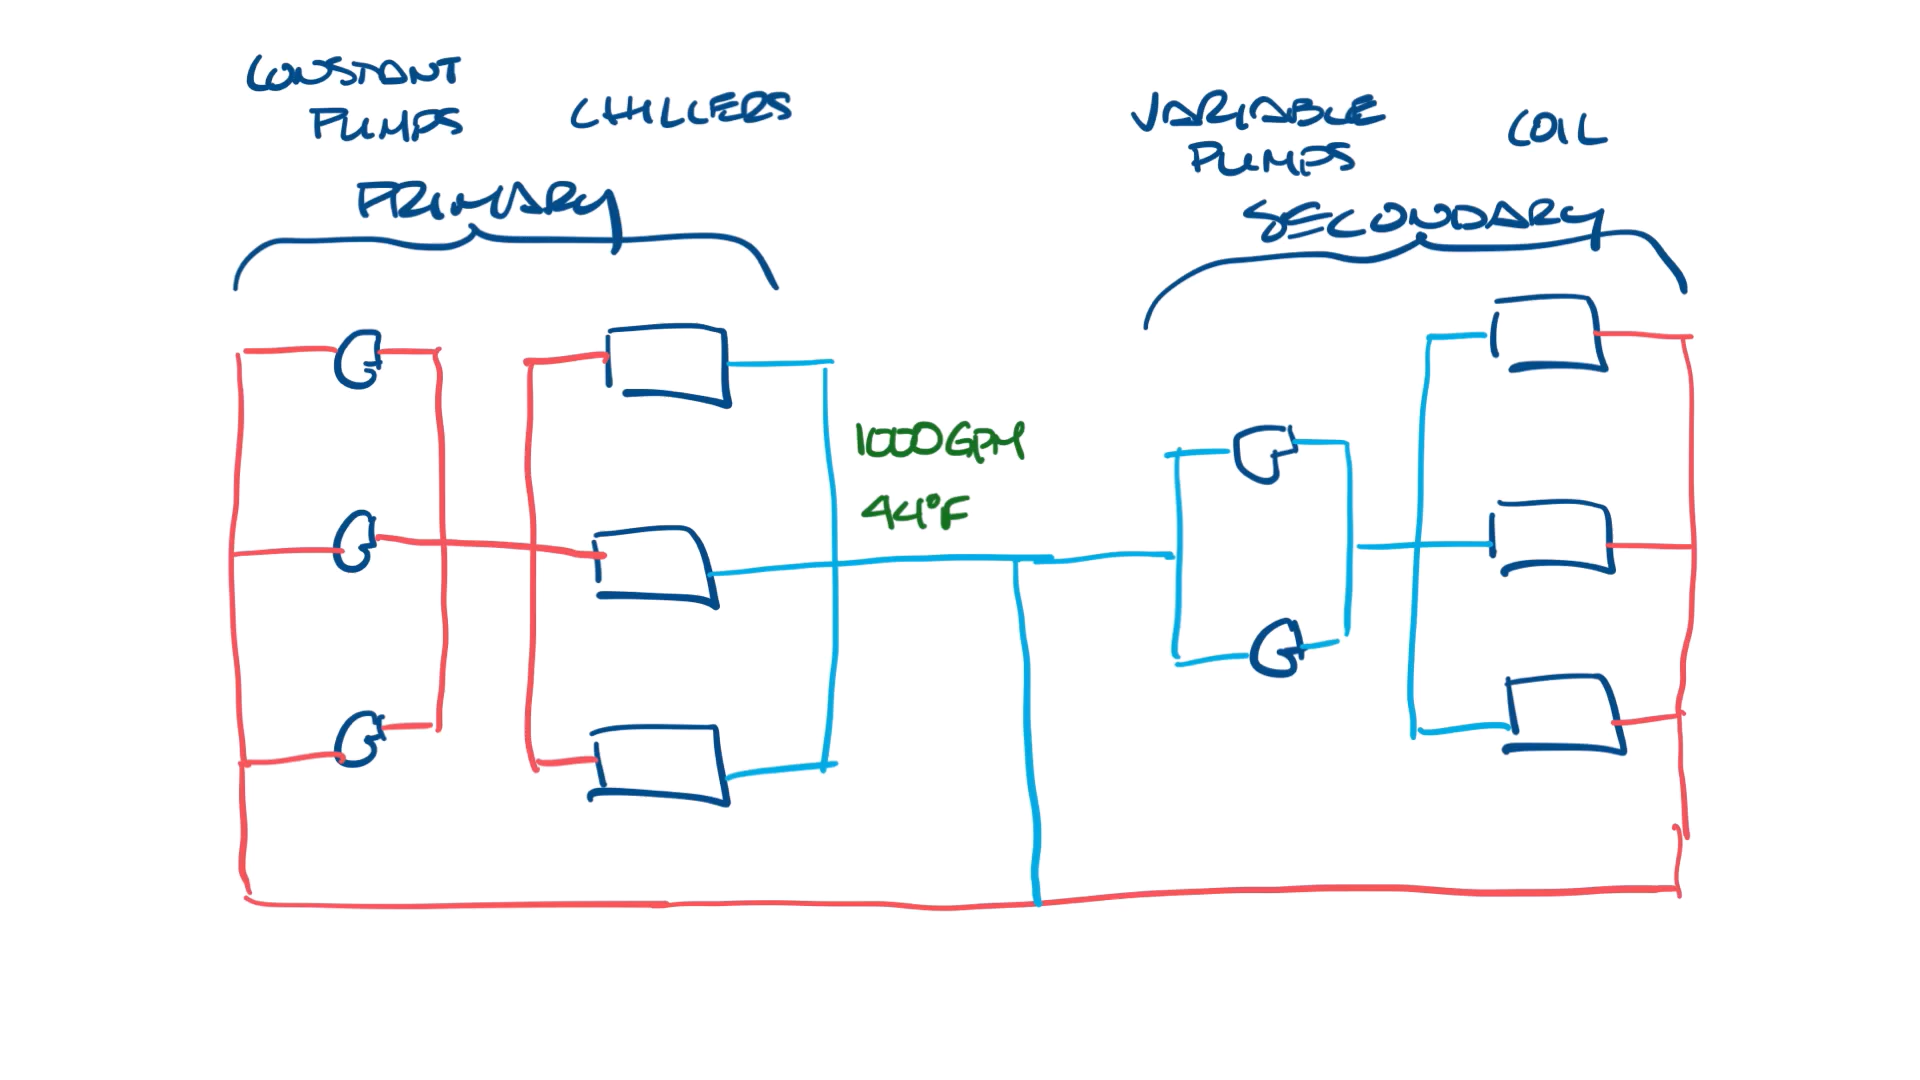 CONSTANT
PUMPS
CHILLERS
PRIMARY
VARIABLE
PUMPS
COIL
SECONDARY
1000GPM
44°F